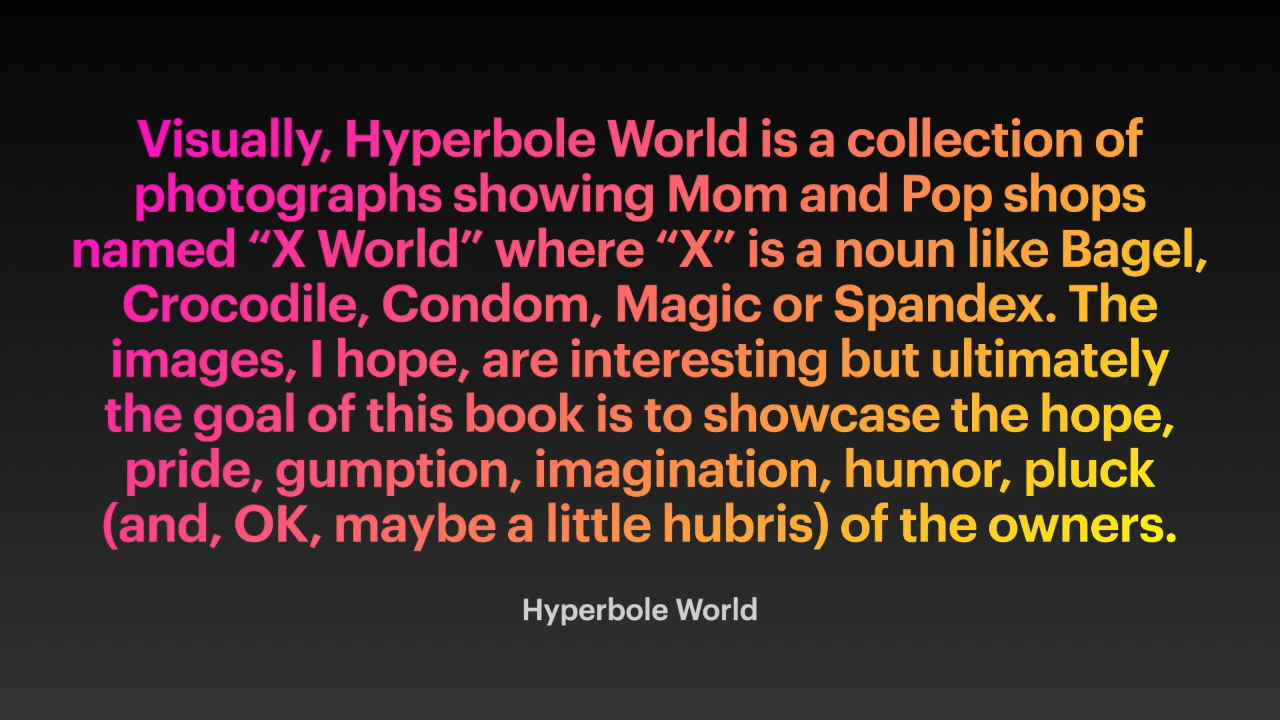 Visually, Hyperbole World is a collection of
photographs showing Mom and Pop shops
named “X World” where “X” is a noun like Bagel,
Crocodile, Condom, Magic or Spandex. The
images, I hope, are interesting but ultimately
the goal of this book is to showcase the hope,
pride, gumption, imagination, humor, pluck
(and, OK, maybe a little hubris) of the owners.
Hyperbole World